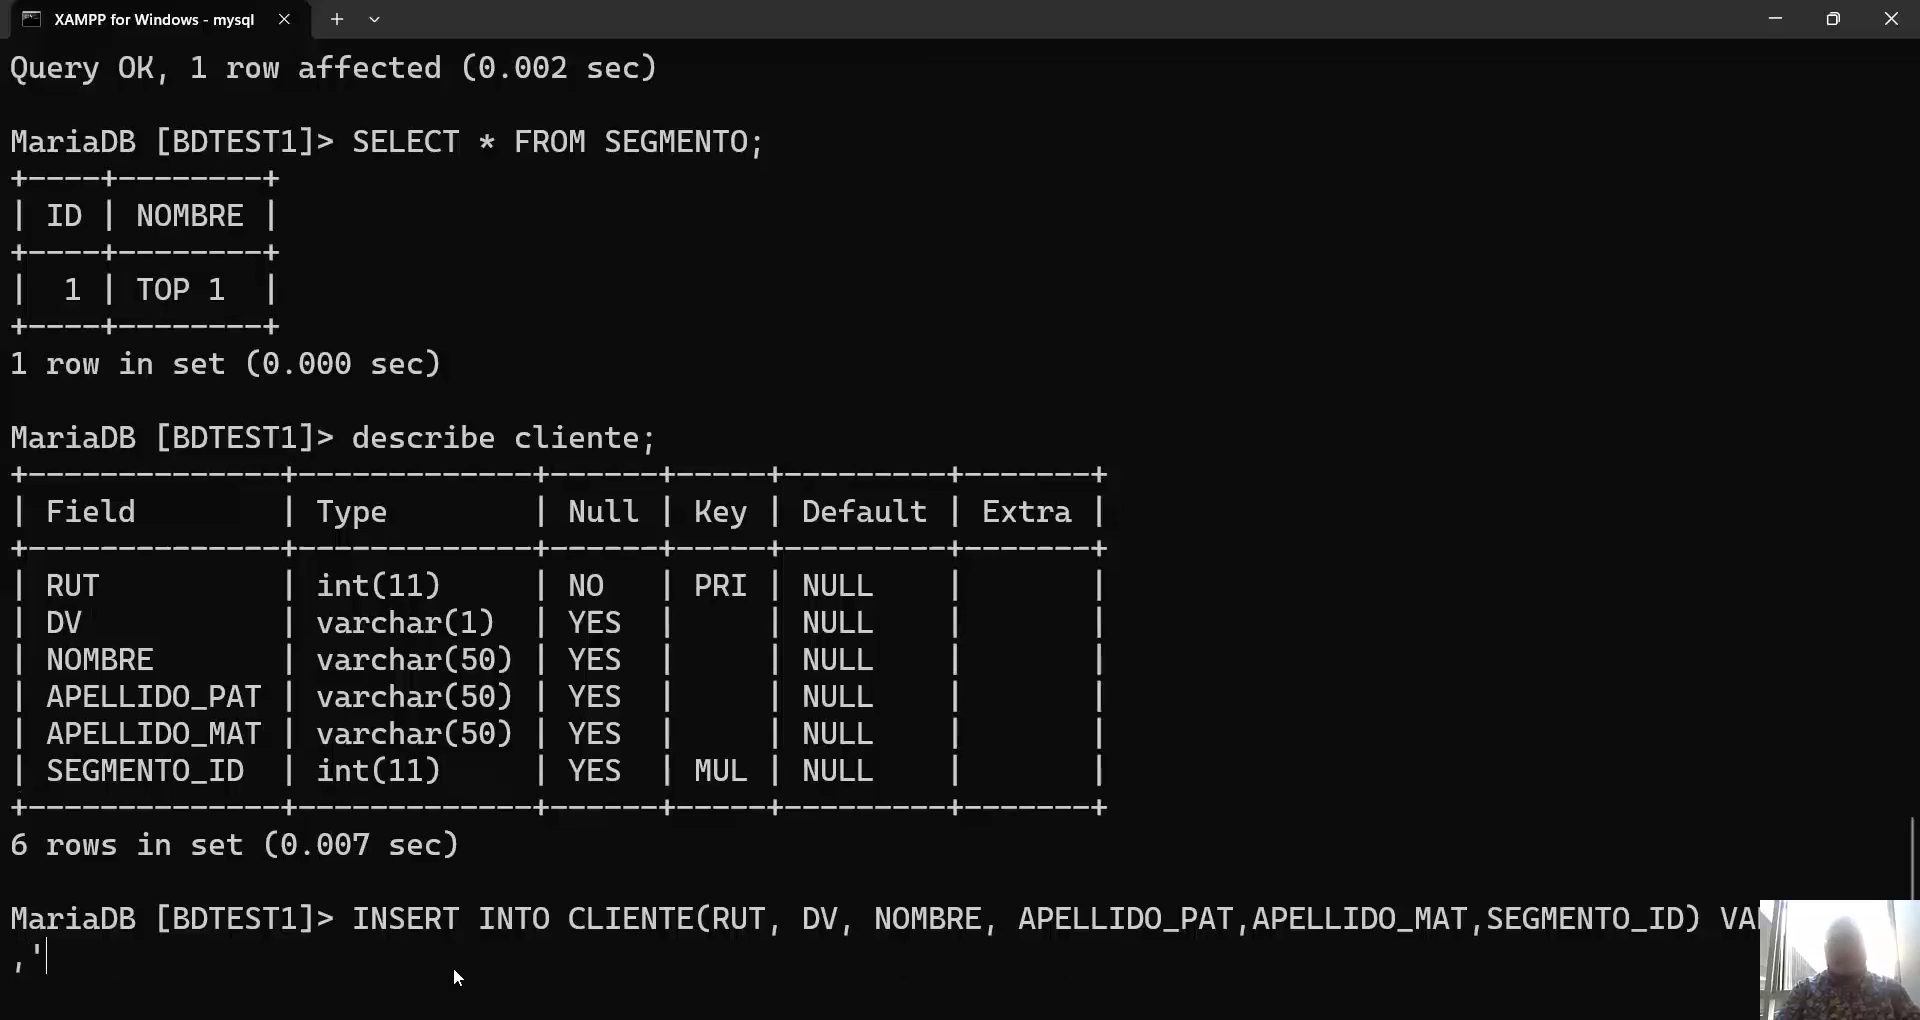 XAMPP for Windows - mysql
Query OK, 1 row affected (0.002 sec)
MariaDB [BDTEST1]> SELECT * FROM SEGMENTO;
+----+--------+
| ID | NOMBRE |
+----+--------+
|  1 | TOP 1  |
+----+--------+
1 row in set (0.000 sec)
MariaDB [BDTEST1]> describe cliente;
+--------------+-------------+------+-----+---------+-------+
| Field        | Type        | Null | Key | Default | Extra |
+--------------+-------------+------+-----+---------+-------+
| RUT          | int(11)     | NO   | PRI | NULL    |       |
| DV           | varchar(1)  | YES  |     | NULL    |       |
| NOMBRE       | varchar(50) | YES  |     | NULL    |       |
| APELLIDO_PAT | varchar(50) | YES  |     | NULL    |       |
| APELLIDO_MAT | varchar(50) | YES  |     | NULL    |       |
| SEGMENTO_ID  | int(11)     | YES  | MUL | NULL    |       |
+--------------+-------------+------+-----+---------+-------+
6 rows in set (0.007 sec)
MariaDB [BDTEST1]> INSERT INTO CLIENTE(RUT, DV, NOMBRE, APELLIDO_PAT,APELLIDO_MAT,SEGMENTO_ID)
,'